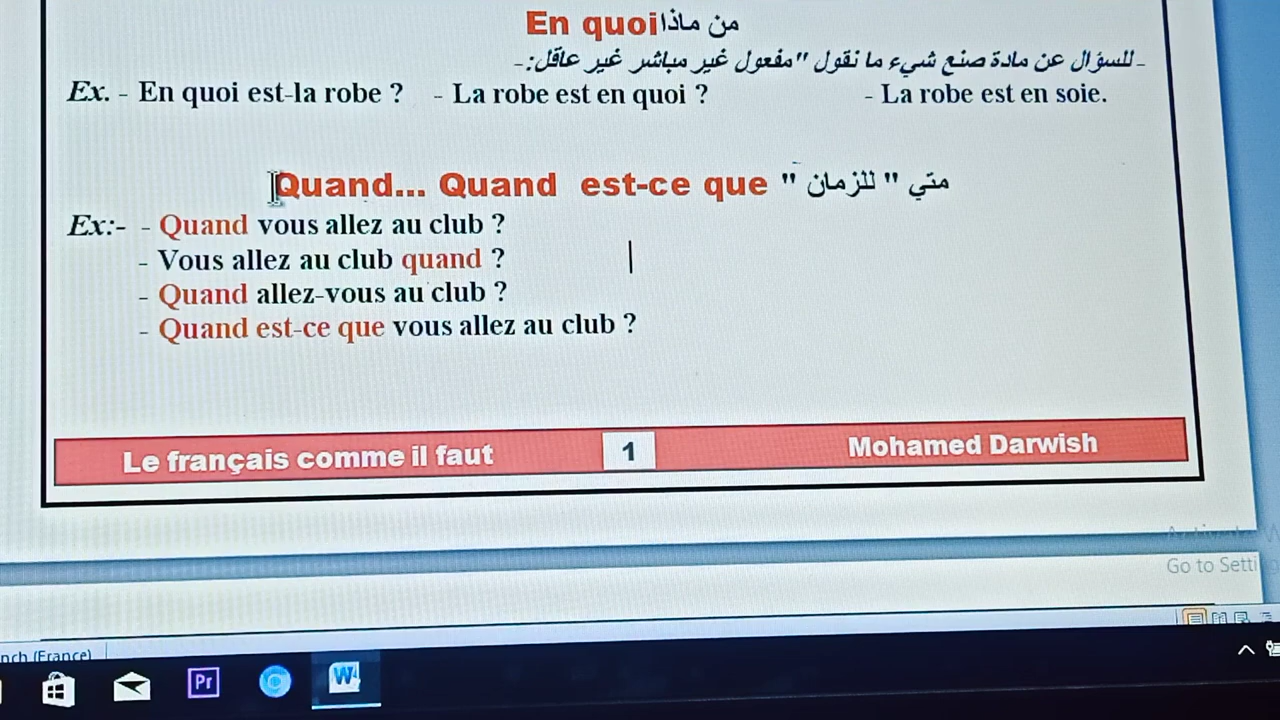 En quoi من ماذا
- للسؤال عن مادة صنع شيء ما نقول "مفعول غير مباشر غير عاقل:-
Ex. - En quoi est-la robe ? - La robe est en quoi ? - La robe est en soie.
Quand... Quand est-ce que " متي " للزمان
Ex:- - Quand vous allez au club ?
- Vous allez au club quand ?
- Quand allez-vous au club ?
- Quand est-ce que vous allez au club ?
Le français comme il faut 1 Mohamed Darwish
Go to
(France)
Pr
W